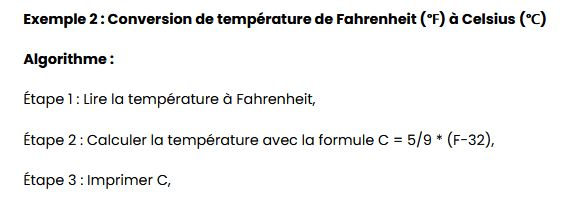 Exemple 2 : Conversion de température de Fahrenheit (℉) à Celsius (℃)
Algorithme :
Étape 1 : Lire la température à Fahrenheit,
Étape 2 : Calculer la température avec la formule C = 5/9 * (F-32),
Étape 3 : Imprimer C,